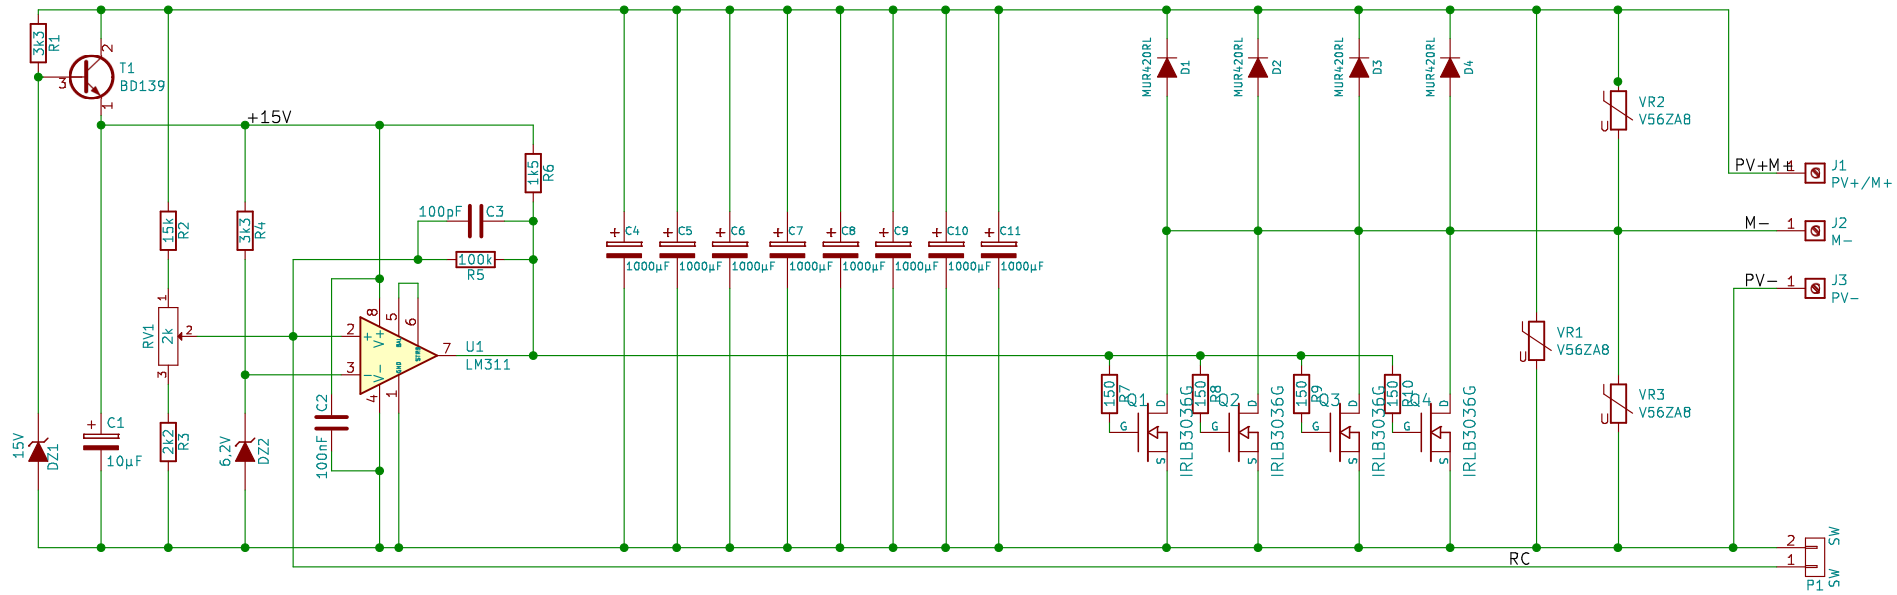 R1
3k3
2
3
1
T1
BD139
+15V
15k
R2
3k3
R4
1
RV1
2k
2
3
2k2
R3
15V
DZ1
+
C1
10µF
6,2V
DZ2
C2
100nF
100pF
C3
1k5
R6
100k
R5
8
5
6
2
3
4
1
7
+
−
V+
V−
BAL
STRB
GND
U1
LM311
+
C4
1000µF
+
C5
1000µF
+
C6
1000µF
+
C7
1000µF
+
C8
1000µF
+
C9
1000µF
+
C10
1000µF
+
C11
1000µF
MUR420RL
D1
MUR420RL
D2
MUR420RL
D3
MUR420RL
D4
150
R7
Q1
IRLB3036G
G
D
S
150
R8
Q2
IRLB3036G
G
D
S
150
R9
Q3
IRLB3036G
G
D
S
150
R10
Q4
IRLB3036G
G
D
S
VR2
V56ZA8
U
VR1
V56ZA8
U
VR3
V56ZA8
U
PV+M+
1
J1
PV+/M+
M−
1
J2
M−
PV−
1
J3
PV−
RC
2
1
SW
SW
P1